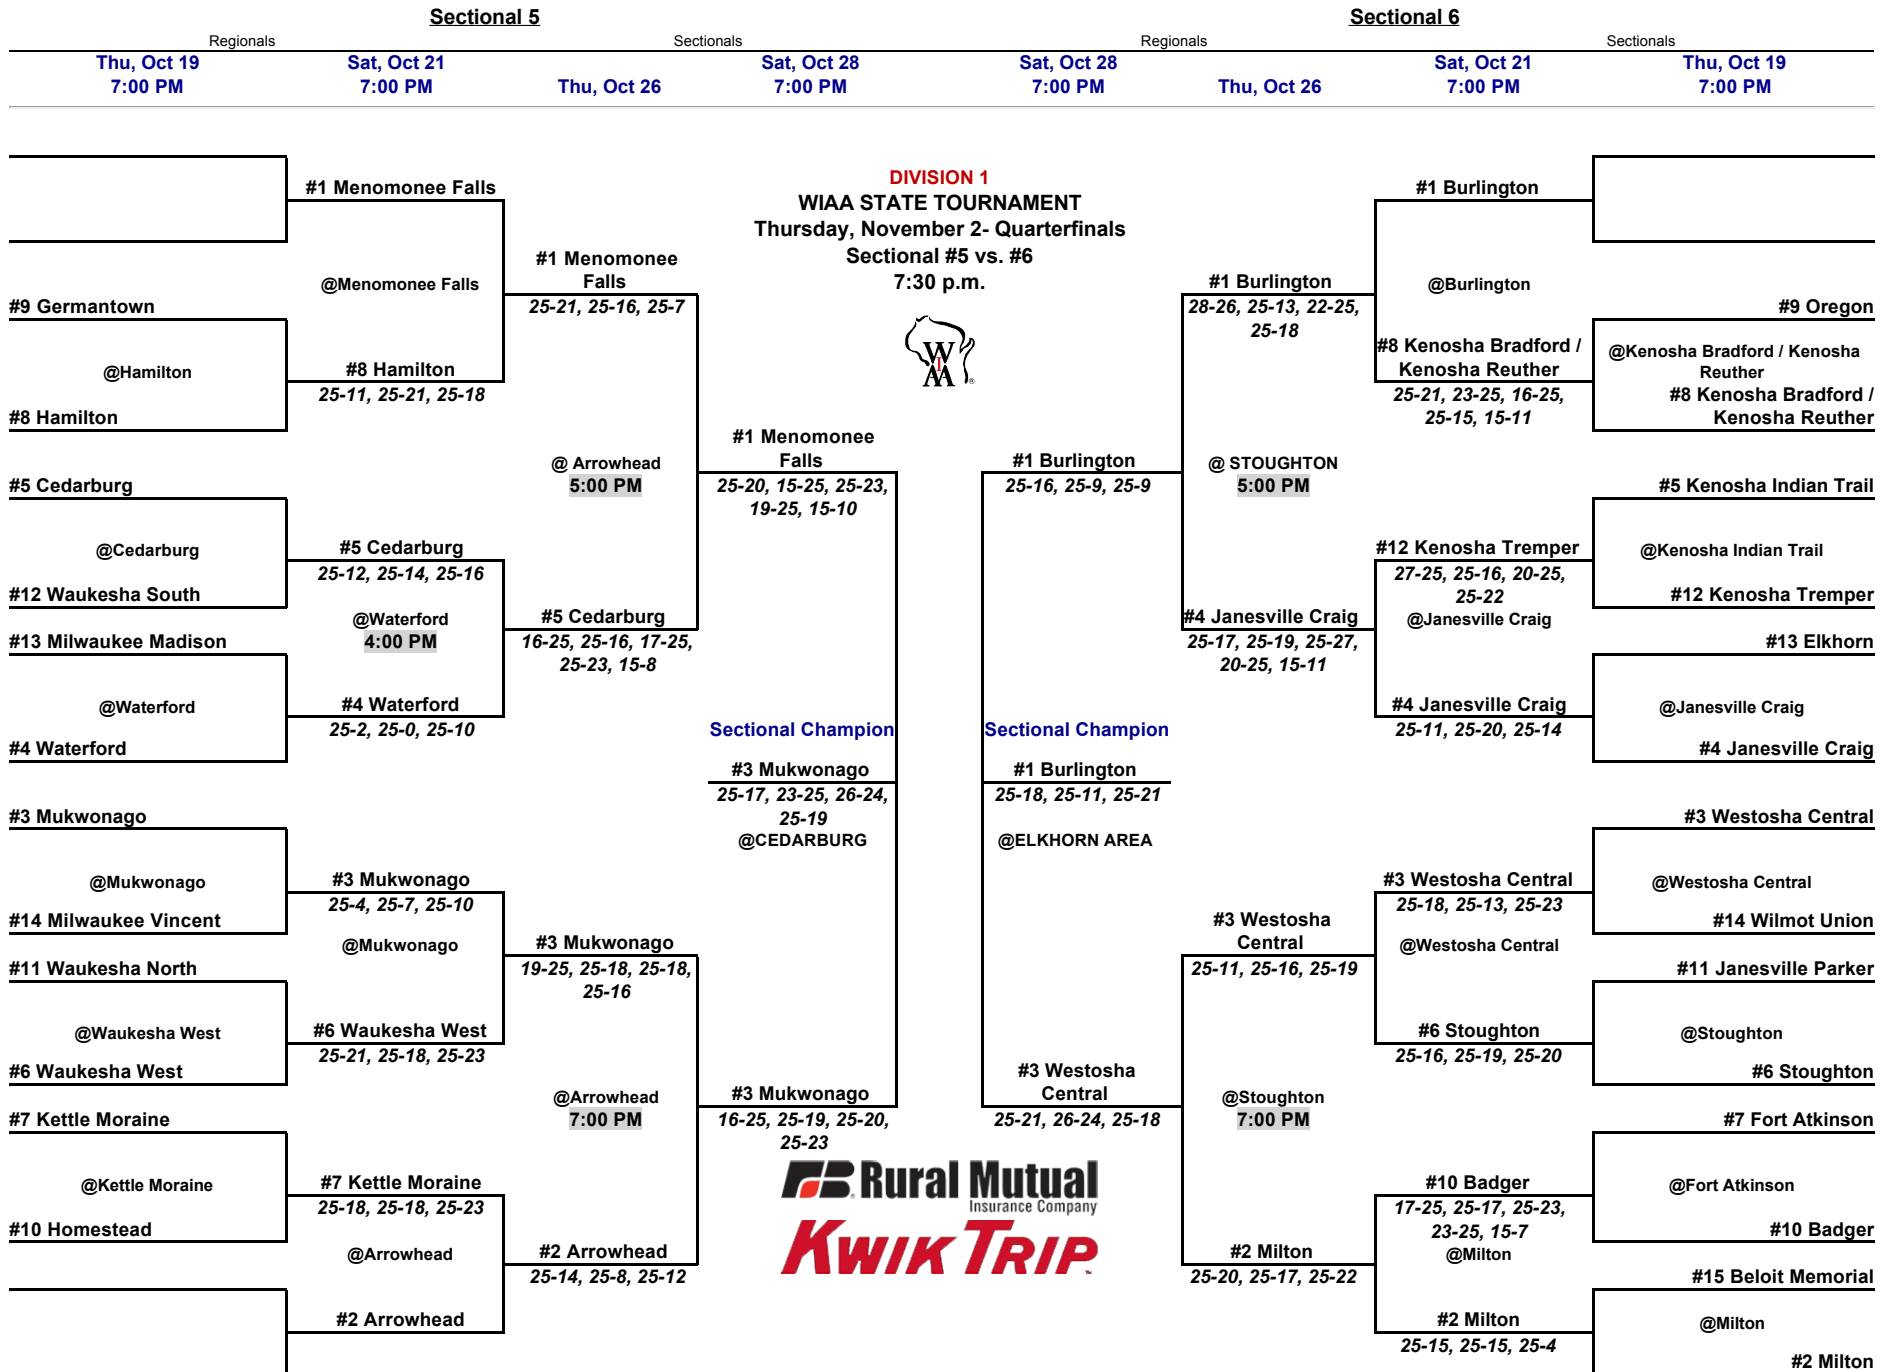 Sectional 5
Sectional 6
Regionals
Sectionals
Regionals
Sectionals
Thu, Oct 19
7:00 PM
Sat, Oct 21
7:00 PM
Thu, Oct 26
Sat, Oct 28
7:00 PM
Sat, Oct 28
7:00 PM
Thu, Oct 26
Sat, Oct 21
7:00 PM
Thu, Oct 19
7:00 PM
DIVISION 1
WIAA STATE TOURNAMENT
Thursday, November 2- Quarterfinals
Sectional #5 vs. #6
7:30 p.m.
WIAA
#9 Germantown
@Hamilton
#8 Hamilton
#5 Cedarburg
@Cedarburg
#12 Waukesha South
#13 Milwaukee Madison
@Waterford
#4 Waterford
#3 Mukwonago
@Mukwonago
#14 Milwaukee Vincent
#11 Waukesha North
@Waukesha West
#6 Waukesha West
#7 Kettle Moraine
@Kettle Moraine
#10 Homestead
#1 Menomonee Falls
@Menomonee Falls
#8 Hamilton
25-11, 25-21, 25-18
#5 Cedarburg
25-12, 25-14, 25-16
@Waterford
4:00 PM
#4 Waterford
25-2, 25-0, 25-10
#3 Mukwonago
25-4, 25-7, 25-10
@Mukwonago
#6 Waukesha West
25-21, 25-18, 25-23
#7 Kettle Moraine
25-18, 25-18, 25-23
@Arrowhead
#2 Arrowhead
#1 Menomonee
Falls
25-21, 25-16, 25-7
@ Arrowhead
5:00 PM
#5 Cedarburg
16-25, 25-16, 17-25,
25-23, 15-8
#3 Mukwonago
19-25, 25-18, 25-18,
25-16
@Arrowhead
7:00 PM
#2 Arrowhead
25-14, 25-8, 25-12
#1 Menomonee
Falls
25-20, 15-25, 25-23,
19-25, 15-10
Sectional Champion
#3 Mukwonago
25-17, 23-25, 26-24,
25-19
@CEDARBURG
#3 Mukwonago
16-25, 25-19, 25-20,
25-23
#1 Burlington
25-16, 25-9, 25-9
Sectional Champion
#1 Burlington
25-18, 25-11, 25-21
@ELKHORN AREA
#3 Westosha
Central
25-21, 26-24, 25-18
#1 Burlington
28-26, 25-13, 22-25,
25-18
@ STOUGHTON
5:00 PM
#4 Janesville Craig
25-17, 25-19, 25-27,
20-25, 15-11
#3 Westosha
Central
25-11, 25-16, 25-19
@Stoughton
7:00 PM
#2 Milton
25-20, 25-17, 25-22
#1 Burlington
@Burlington
#8 Kenosha Bradford /
Kenosha Reuther
25-21, 23-25, 16-25,
25-15, 15-11
#12 Kenosha Tremper
27-25, 25-16, 20-25,
25-22
@Janesville Craig
#4 Janesville Craig
25-11, 25-20, 25-14
#3 Westosha Central
25-18, 25-13, 25-23
@Westosha Central
#6 Stoughton
25-16, 25-19, 25-20
#10 Badger
17-25, 25-17, 25-23,
23-25, 15-7
@Milton
#2 Milton
25-15, 25-15, 25-4
#9 Oregon
@Kenosha Bradford / Kenosha
Reuther
#8 Kenosha Bradford /
Kenosha Reuther
#5 Kenosha Indian Trail
@Kenosha Indian Trail
#12 Kenosha Tremper
#13 Elkhorn
@Janesville Craig
#4 Janesville Craig
#3 Westosha Central
@Westosha Central
#14 Wilmot Union
#11 Janesville Parker
@Stoughton
#6 Stoughton
#7 Fort Atkinson
@Fort Atkinson
#10 Badger
#15 Beloit Memorial
@Milton
#2 Milton
Rural Mutual
Insurance Company
KWIK TRIP